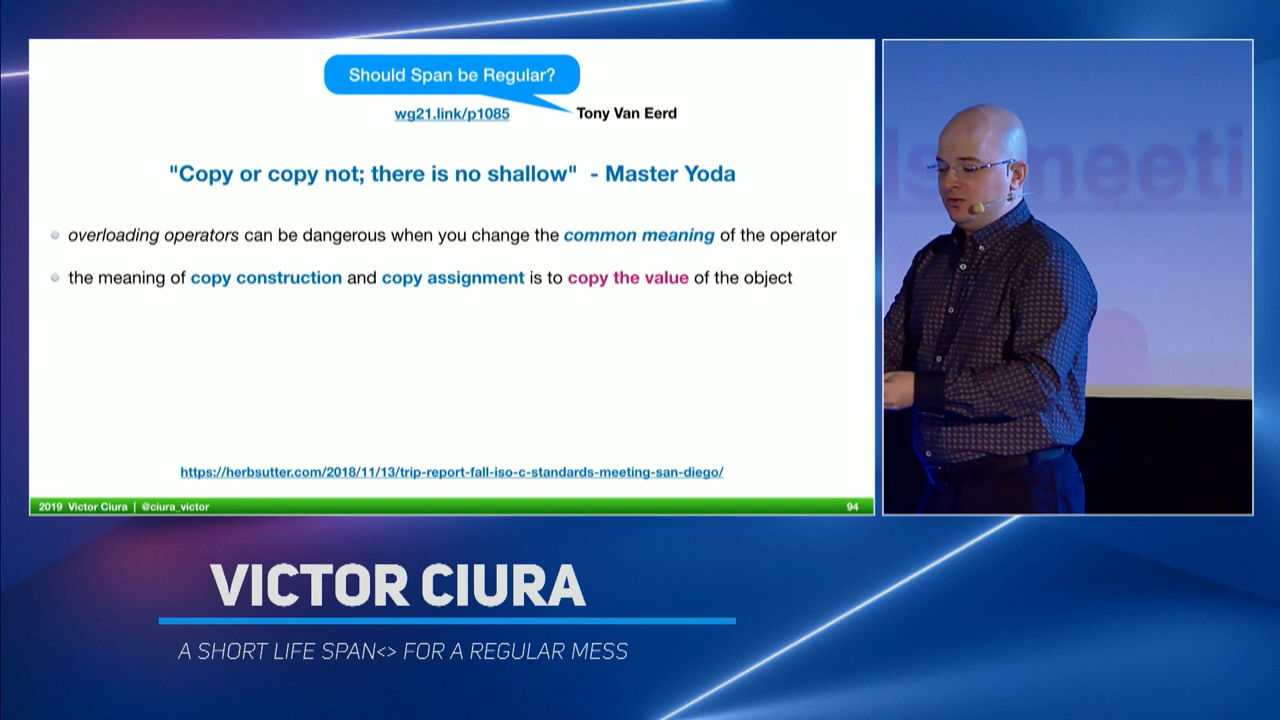 Should Span be Regular?
wg21.link/p1085
Tony Van Eerd
"Copy or copy not; there is no shallow" - Master Yoda
overloading operators can be dangerous when you change the common meaning of the operator
the meaning of copy construction and copy assignment is to copy the value of the object
https://herbsutter.com/2018/11/13/trip-report-fall-iso-c-standards-meeting-san-diego/
2019 Victor Ciura | @ciura_victor
94
VICTOR CIURA
A SHORT LIFE SPAN<> FOR A REGULAR MESS